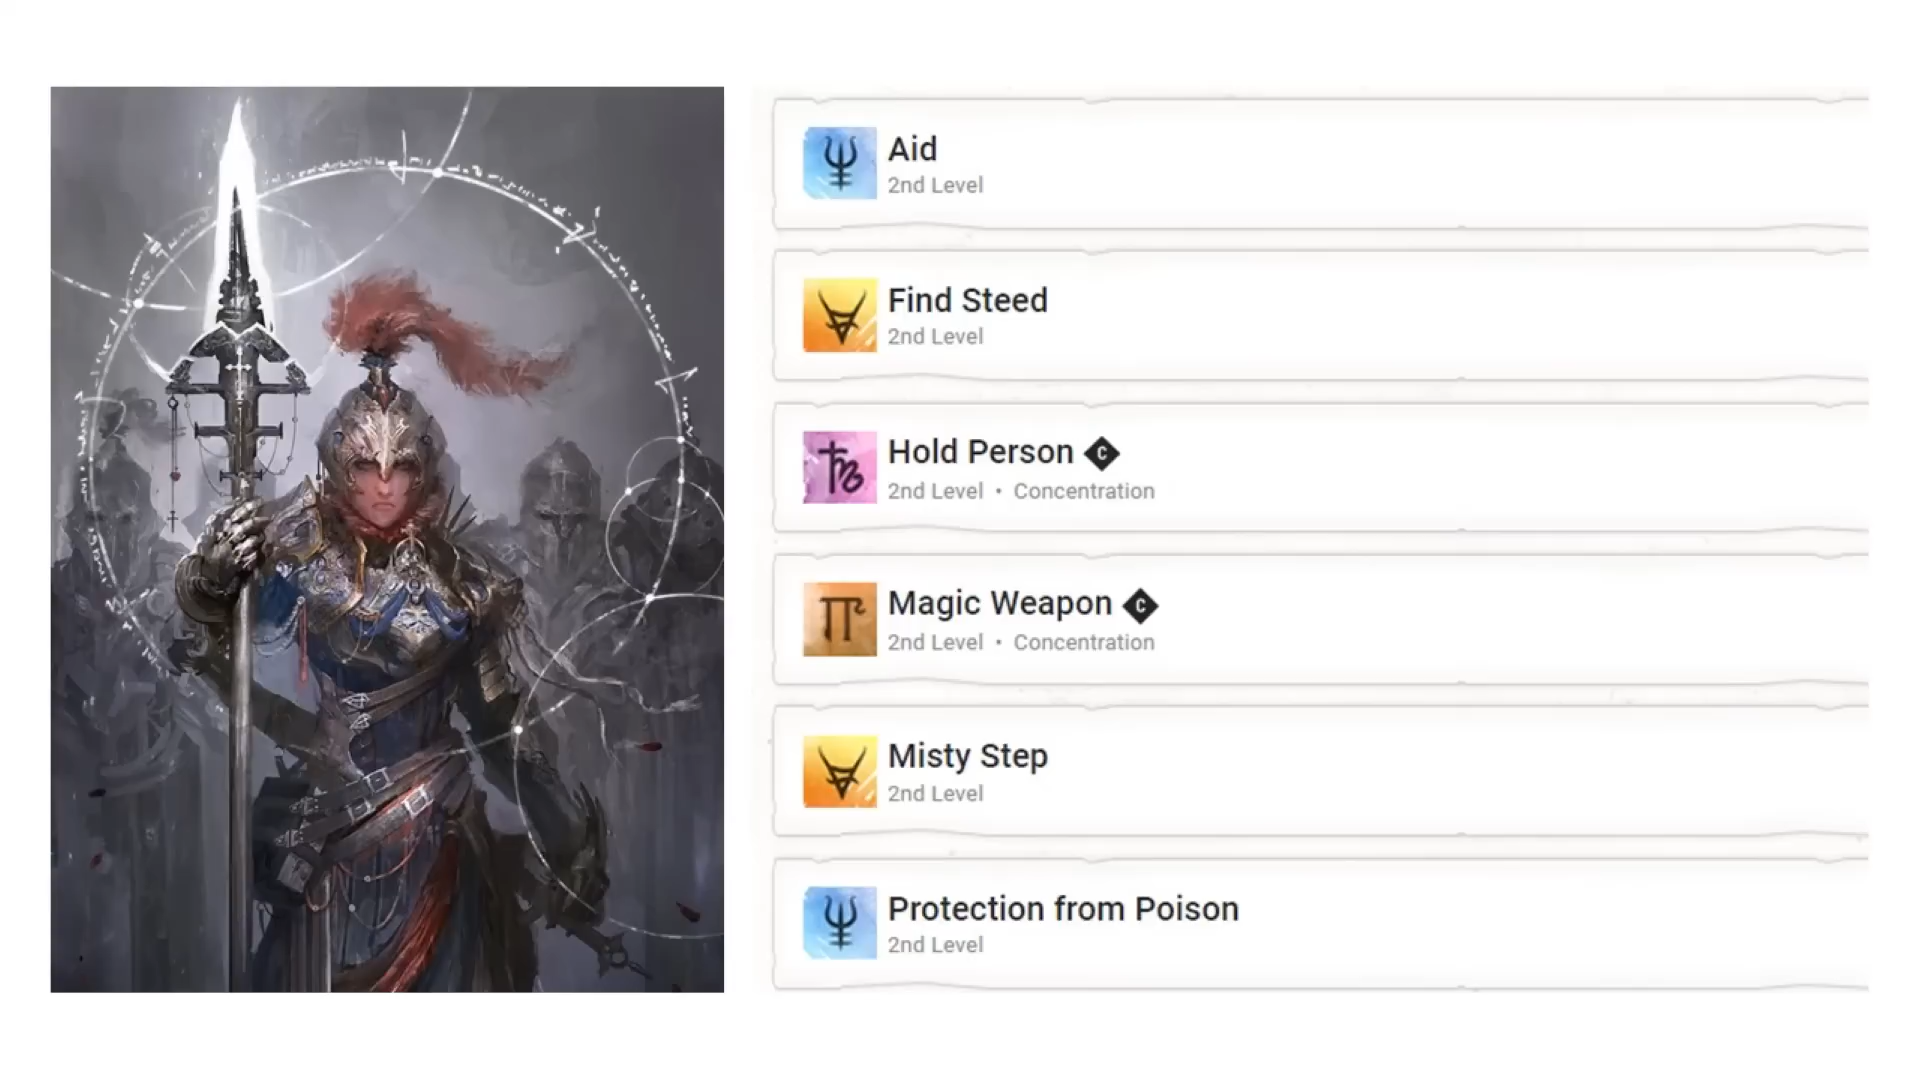 Aid
2nd Level
Find Steed
2nd Level
Hold Person C
2nd Level • Concentration
Magic Weapon C
2nd Level • Concentration
Misty Step
2nd Level
Protection from Poison
2nd Level